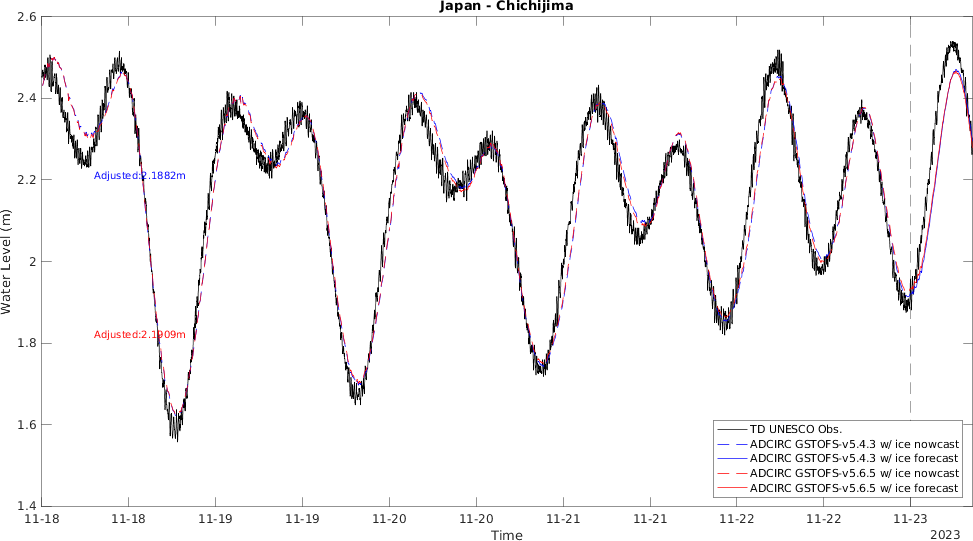 Japan - Chichijima
2.6
2.4
2.2
2
1.8
1.6
1.4
Water Level (m)
Adjusted:2.1882m
Adjusted:2.1909m
TD UNESCO Obs.
ADCIRC GSTOFS-v5.4.3 w/ ice nowcast
ADCIRC GSTOFS-v5.4.3 w/ ice forecast
ADCIRC GSTOFS-v5.6.5 w/ ice nowcast
ADCIRC GSTOFS-v5.6.5 w/ ice forecast
11-18 11-18 11-19 11-19 11-20 11-20 11-21 11-21 11-22 11-22 11-23
Time
2023